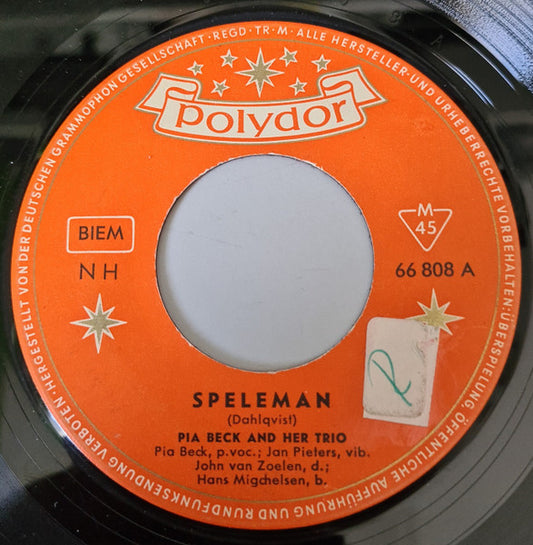 HERGESTELLT VON DER DEUTSCHEN GRAMMOPHON GESELLSCHAFT · REGD · TR · M · ALLE HERSTELLER- UND URHEBERRECHTE VORBEHALTEN: ÜBERSPIELUNG ÖFFENTLICHE AUFFÜHRUNG UND RUNDFUNKSENDUNG VERBOTEN ·
Polydor
BIEM
NH
M
45
66 808 A
R
SPELEMAN
(Dahlqvist)
PIA BECK AND HER TRIO
Pia Beck, p.voc.; Jan Pieters, vib.
John van Zoelen, d.;
Hans Migchelsen, b.